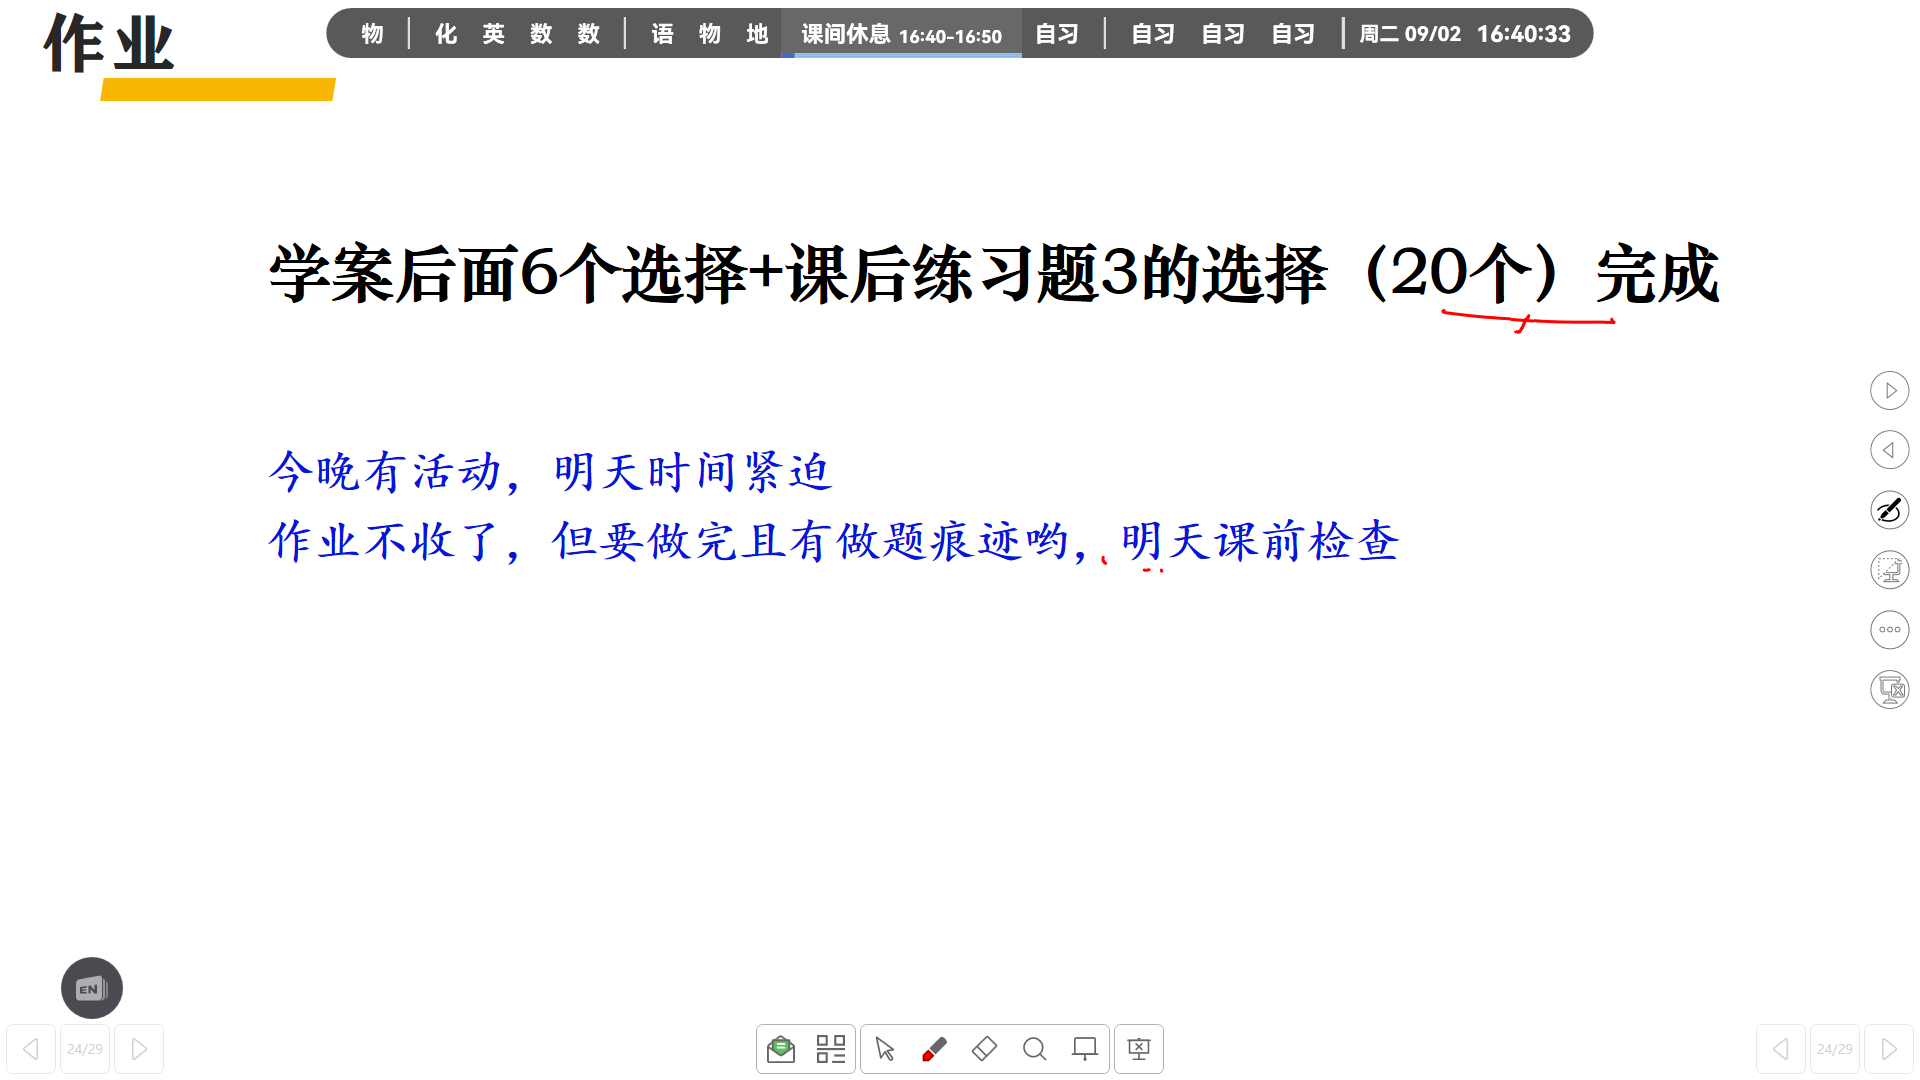 作业
物 | 化 英 数 数 | 语 物 地 课间休息 16:40-16:50 自习 | 自习 自习 自习 | 周二 09/02 16:40:33
学案后面6个选择+课后练习题3的选择（20个）完成
今晚有活动，明天时间紧迫
作业不收了，但要做完且有做题痕迹哟，明天课前检查
EN
24/29
24/29